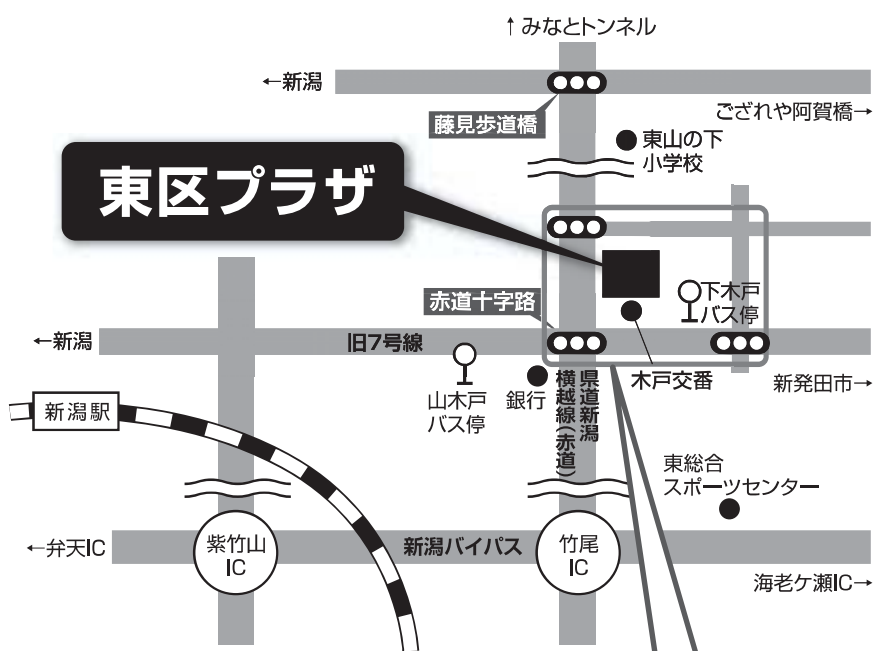 ↑みなとトンネル
←新潟
ござれや阿賀橋→
藤見歩道橋
東山の下
小学校
東区プラザ
赤道十字路
下木戸
バス停
←新潟
旧7号線
木戸交番
新発田市→
山木戸
バス停
銀行
県道新潟
横越線(赤道)
新潟駅
東総合
スポーツセンター
←弁天IC
紫竹山
IC
新潟バイパス
竹尾
IC
海老ケ瀬IC→